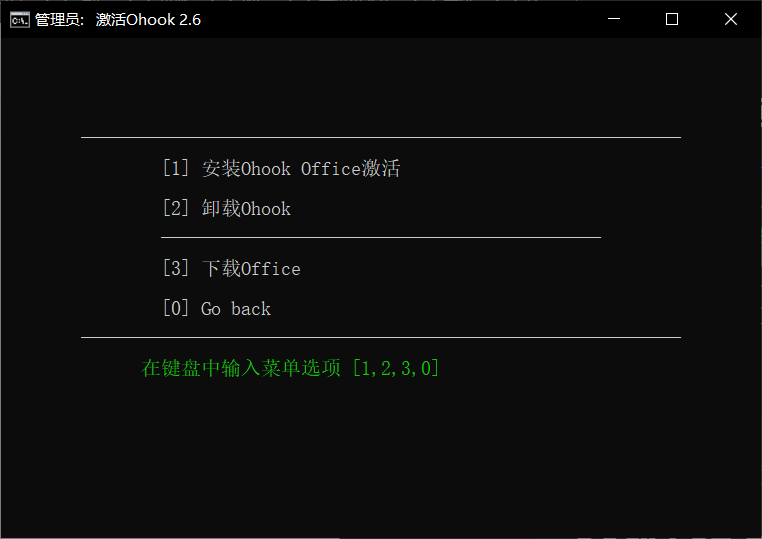 管理员: 激活Ohook 2.6
[1] 安装Ohook Office激活
[2] 卸载Ohook
[3] 下载Office
[0] Go back
在键盘中输入菜单选项 [1,2,3,0]